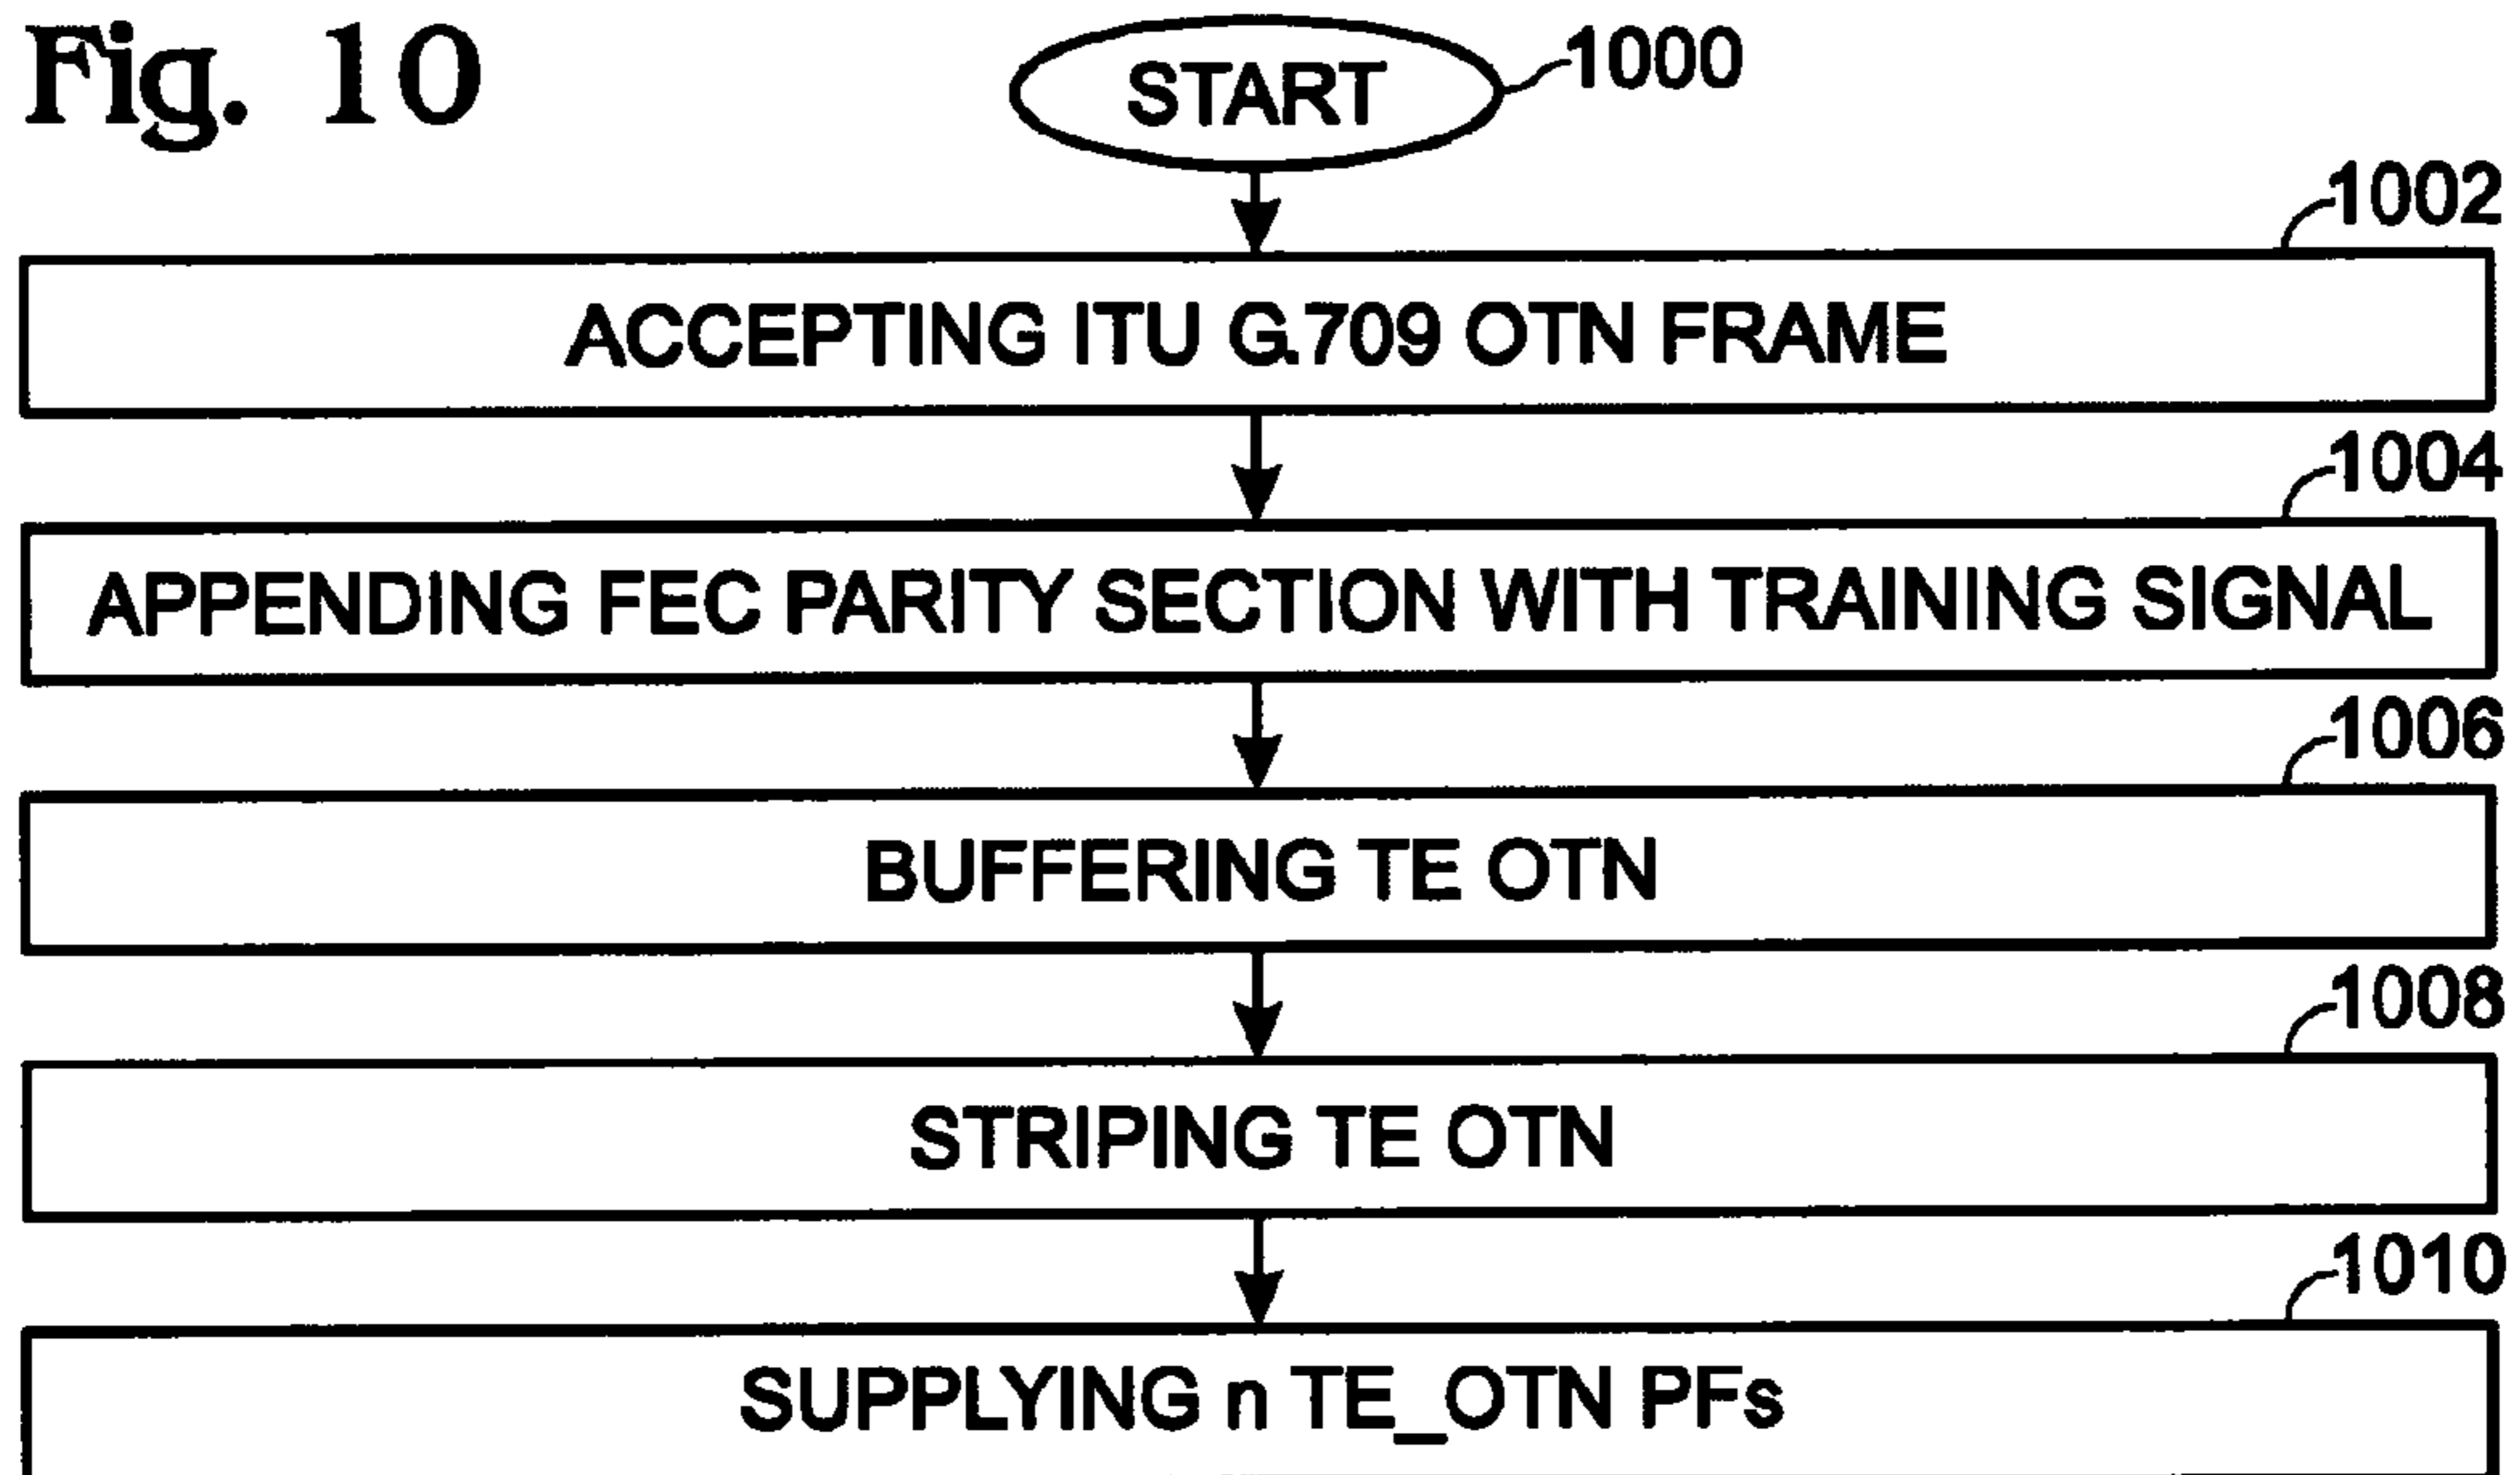 Fig. 10
START
1000
1002
ACCEPTING ITU G.709 OTN FRAME
1004
APPENDING FEC PARITY SECTION WITH TRAINING SIGNAL
1006
BUFFERING TE OTN
1008
STRIPING TE OTN
1010
SUPPLYING n TE_OTN PFs